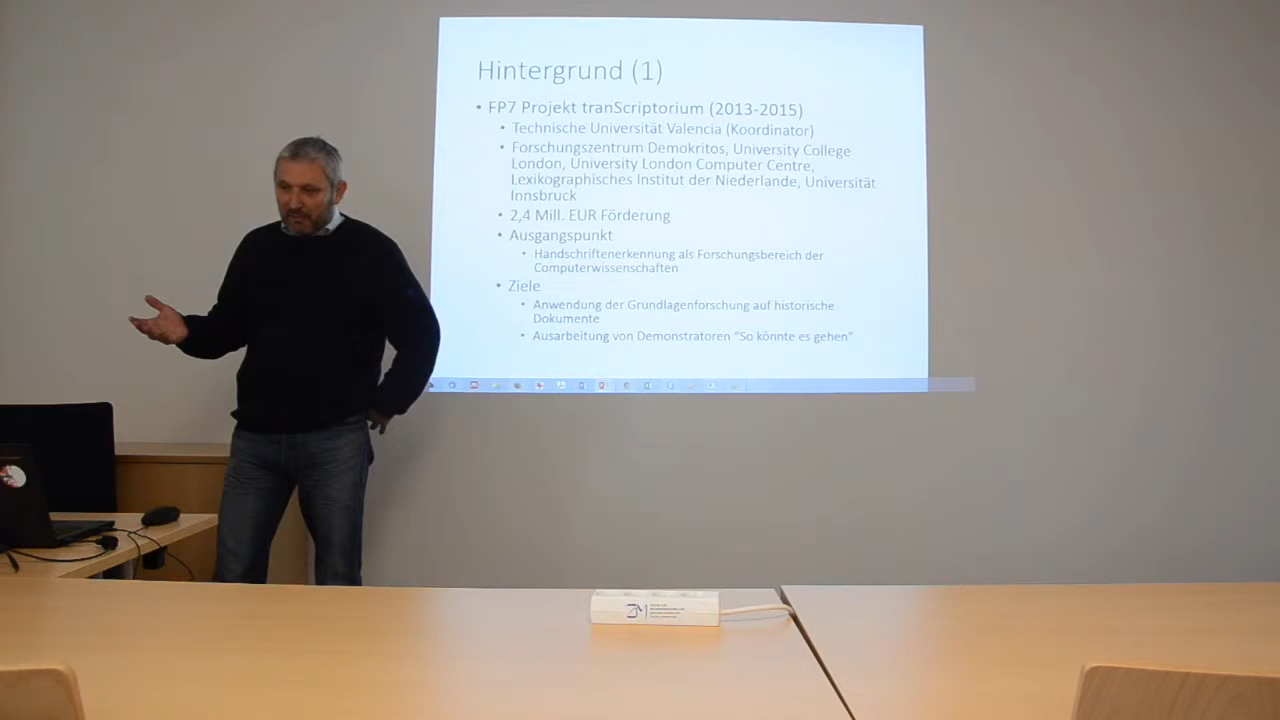 Hintergrund (1)
• FP7 Projekt tranScriptorium (2013-2015)
• Technische Universität Valencia (Koordinator)
• Forschungszentrum Demokritos, University College
London, University London Computer Centre,
Lexikographisches Institut der Niederlande, Universität
Innsbruck
• 2,4 Mill. EUR Förderung
• Ausgangspunkt
• Handschriftenerkennung als Forschungsbereich der
Computerwissenschaften
• Ziele
• Anwendung der Grundlagenforschung auf historische
Dokumente
• Ausarbeitung von Demonstratoren “So könnte es gehen”